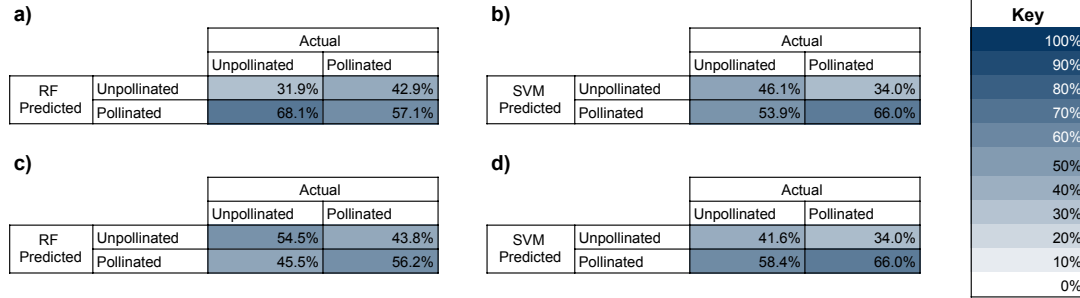 a)
Actual
Unpollinated Pollinated
RF Predicted Unpollinated 31.9% 42.9%
Pollinated 68.1% 57.1%
b)
Actual
Unpollinated Pollinated
SVM Predicted Unpollinated 46.1% 34.0%
Pollinated 53.9% 66.0%
c)
Actual
Unpollinated Pollinated
RF Predicted Unpollinated 54.5% 43.8%
Pollinated 45.5% 56.2%
d)
Actual
Unpollinated Pollinated
SVM Predicted Unpollinated 41.6% 34.0%
Pollinated 58.4% 66.0%
Key
100%
90%
80%
70%
60%
50%
40%
30%
20%
10%
0%